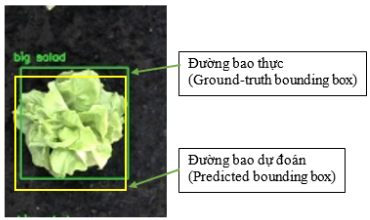 big salad
Đường bao thực
(Ground-truth bounding box)
Đường bao dự đoán
(Predicted bounding box)